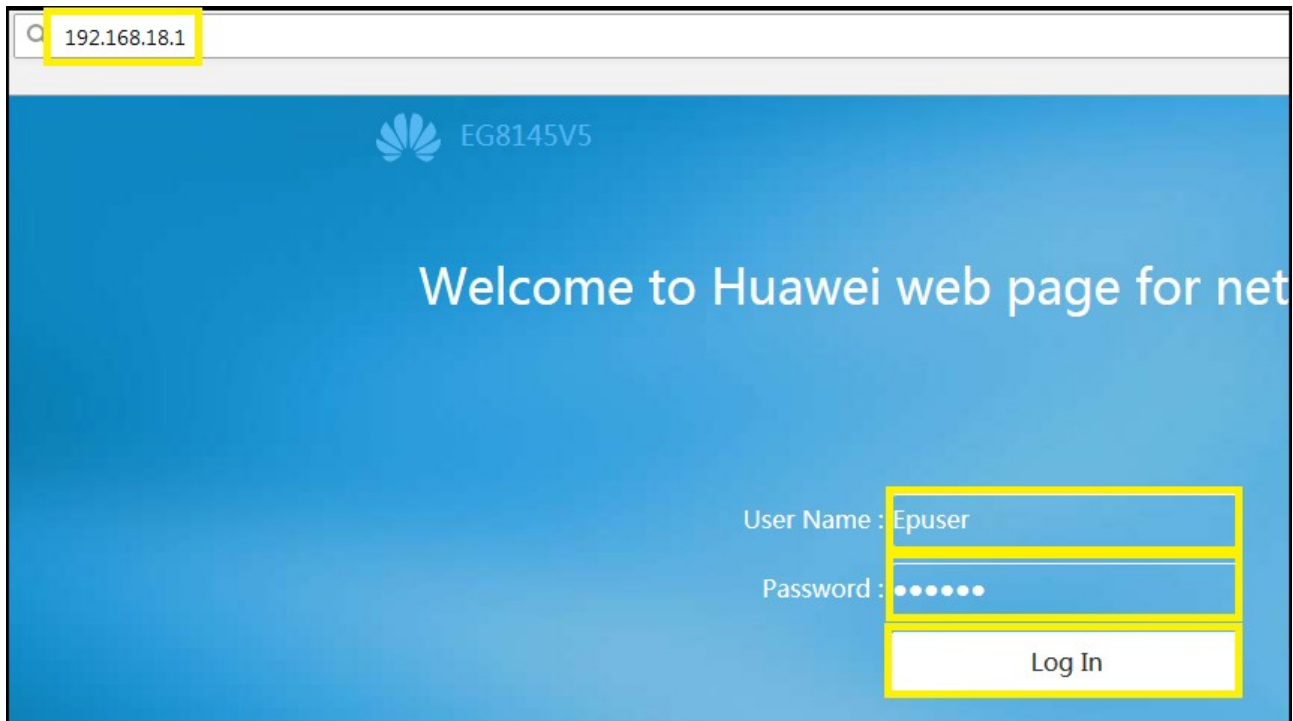 192.168.18.1
EG8145V5
Welcome to Huawei web page for net
User Name : Epuser
Password : ●●●●●●
Log In